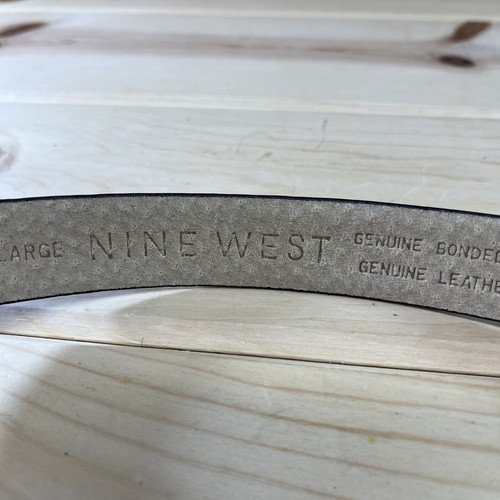 LARGE NINE WEST GENUINE BONDED
GENUINE LEATHE